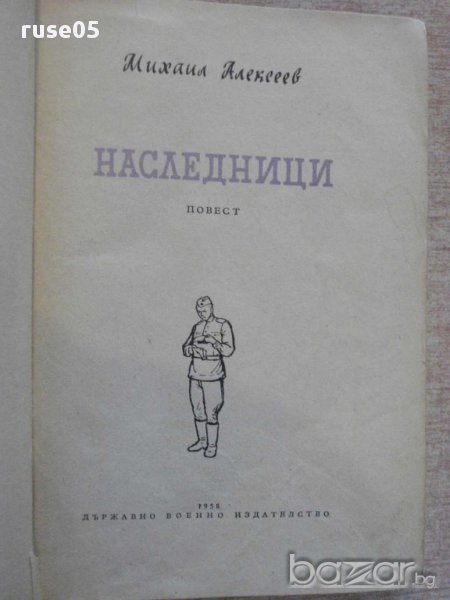 ruse05
Михаил Алексеев
НАСЛЕДНИЦИ
ПОВЕСТ
1958
ДЪРЖАВНО ВОЕННО ИЗДАТЕЛСТВО
bazar.bg